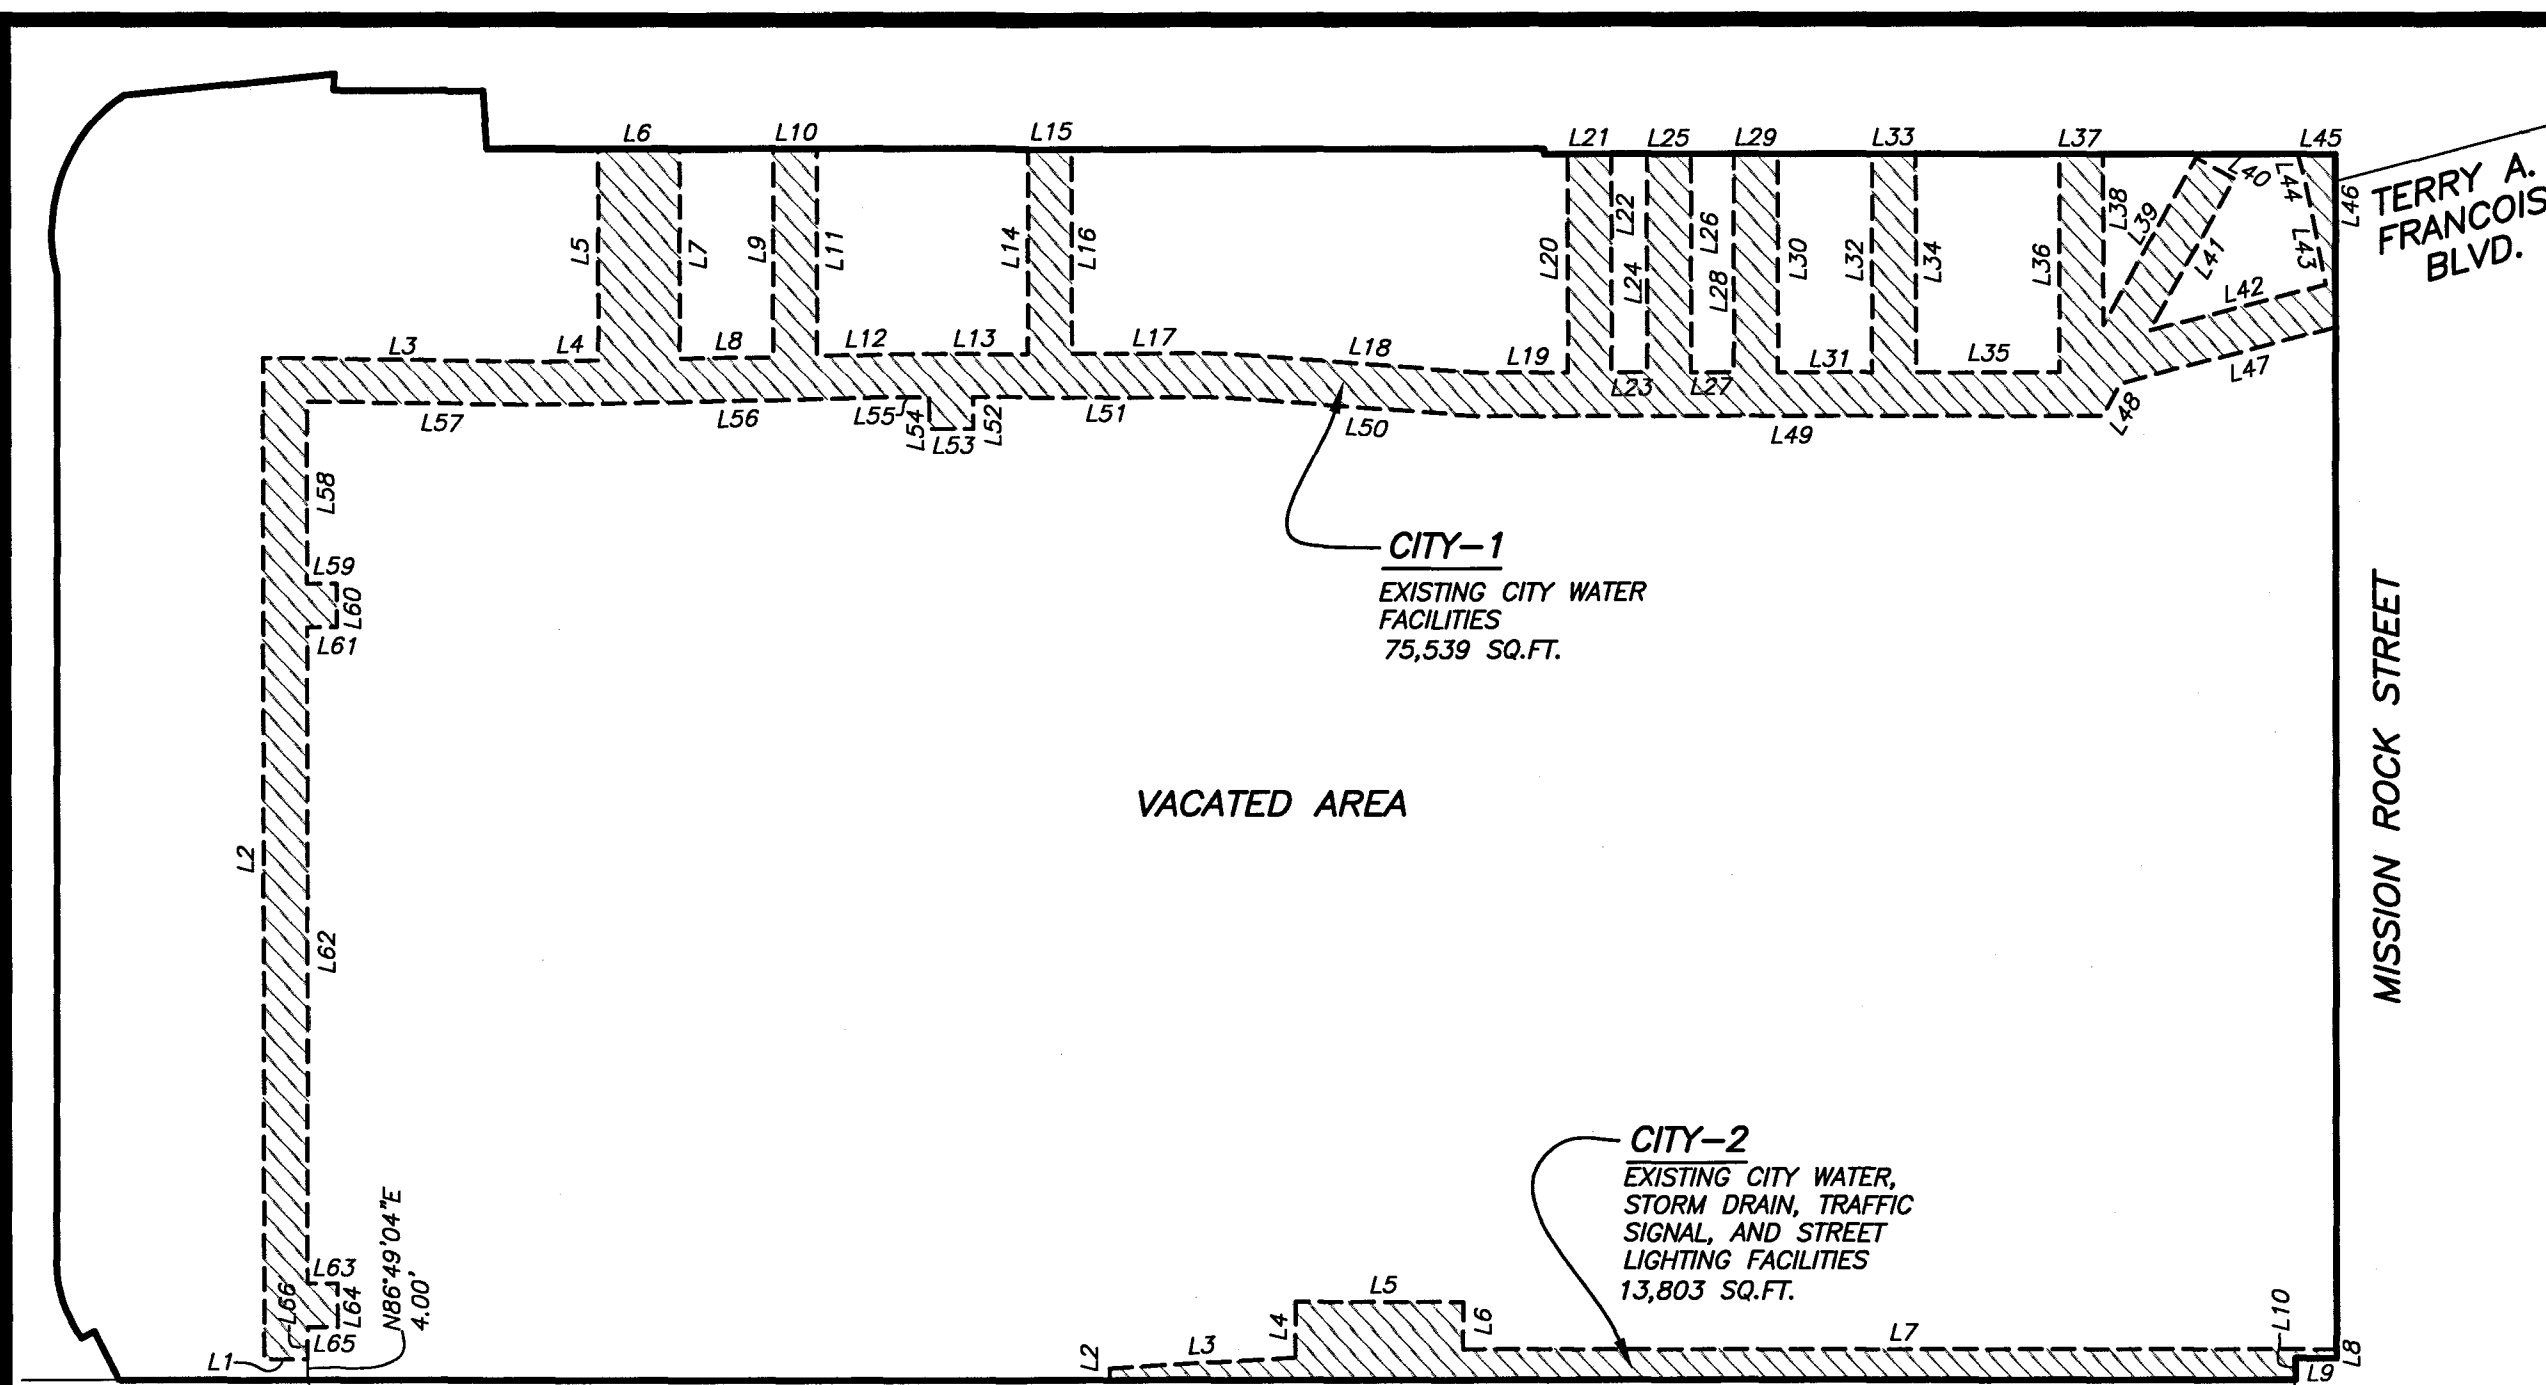 L6
L10
L15
L21
L25
L29
L33
L37
L45
TERRY A.
FRANCOIS
BLVD.
L5
L7
L9
L11
L14
L16
L20
L22
L24
L26
L28
L30
L32
L34
L36
L38
L39
L40
L41
L44
L43
L46
L42
L3
L4
L8
L12
L13
L17
L18
L19
L23
L27
L31
L35
L47
L48
L57
L56
L55
L54
L53
L52
L51
L50
L49
L58
L59
L60
L61
CITY-1
EXISTING CITY WATER
FACILITIES
75,539 SQ.FT.
MISSION ROCK STREET
VACATED AREA
L2
L62
CITY-2
EXISTING CITY WATER,
STORM DRAIN, TRAFFIC
SIGNAL, AND STREET
LIGHTING FACILITIES
13,803 SQ.FT.
L63
L64
L66
L65
L1
N86°49'04"E
4.00'
L2
L3
L4
L5
L6
L7
L10
L8
L9